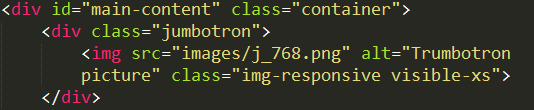 <div id="main-content" class="container">
<div class="jumbotron">
<img src="images/j_768.png" alt="Trumbotron
picture" class="img-responsive visible-xs">
</div>